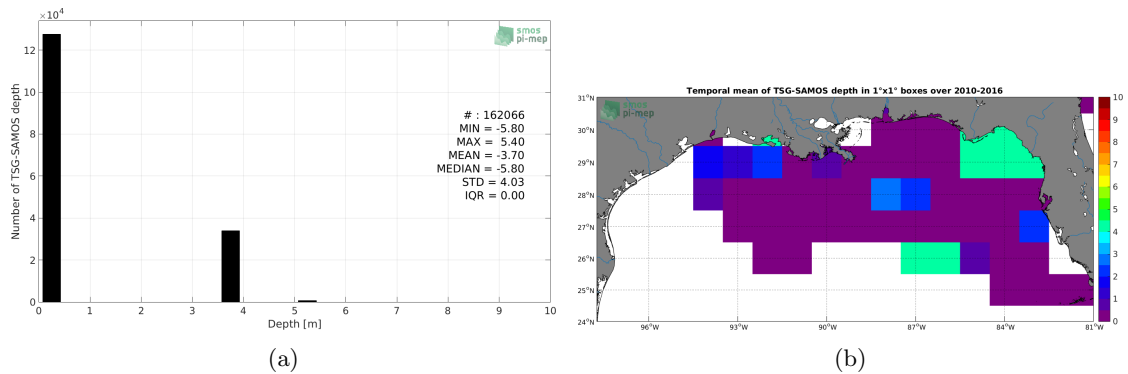 ×10⁴
smos
pi-mep
12
10
8
6
4
2
0
Number of TSG-SAMOS depth
# : 162066
MIN = -5.80
MAX = 5.40
MEAN = -3.70
MEDIAN = -5.80
STD = 4.03
IQR = 0.00
0 1 2 3 4 5 6 7 8 9 10
Depth [m]
(a)
Temporal mean of TSG-SAMOS depth in 1°x1° boxes over 2010-2016
smos
pi-mep
31°N
30°N
29°N
28°N
27°N
26°N
25°N
24°N
96°W 93°W 90°W 87°W 84°W 81°W
10
9
8
7
6
5
4
3
2
1
0
(b)